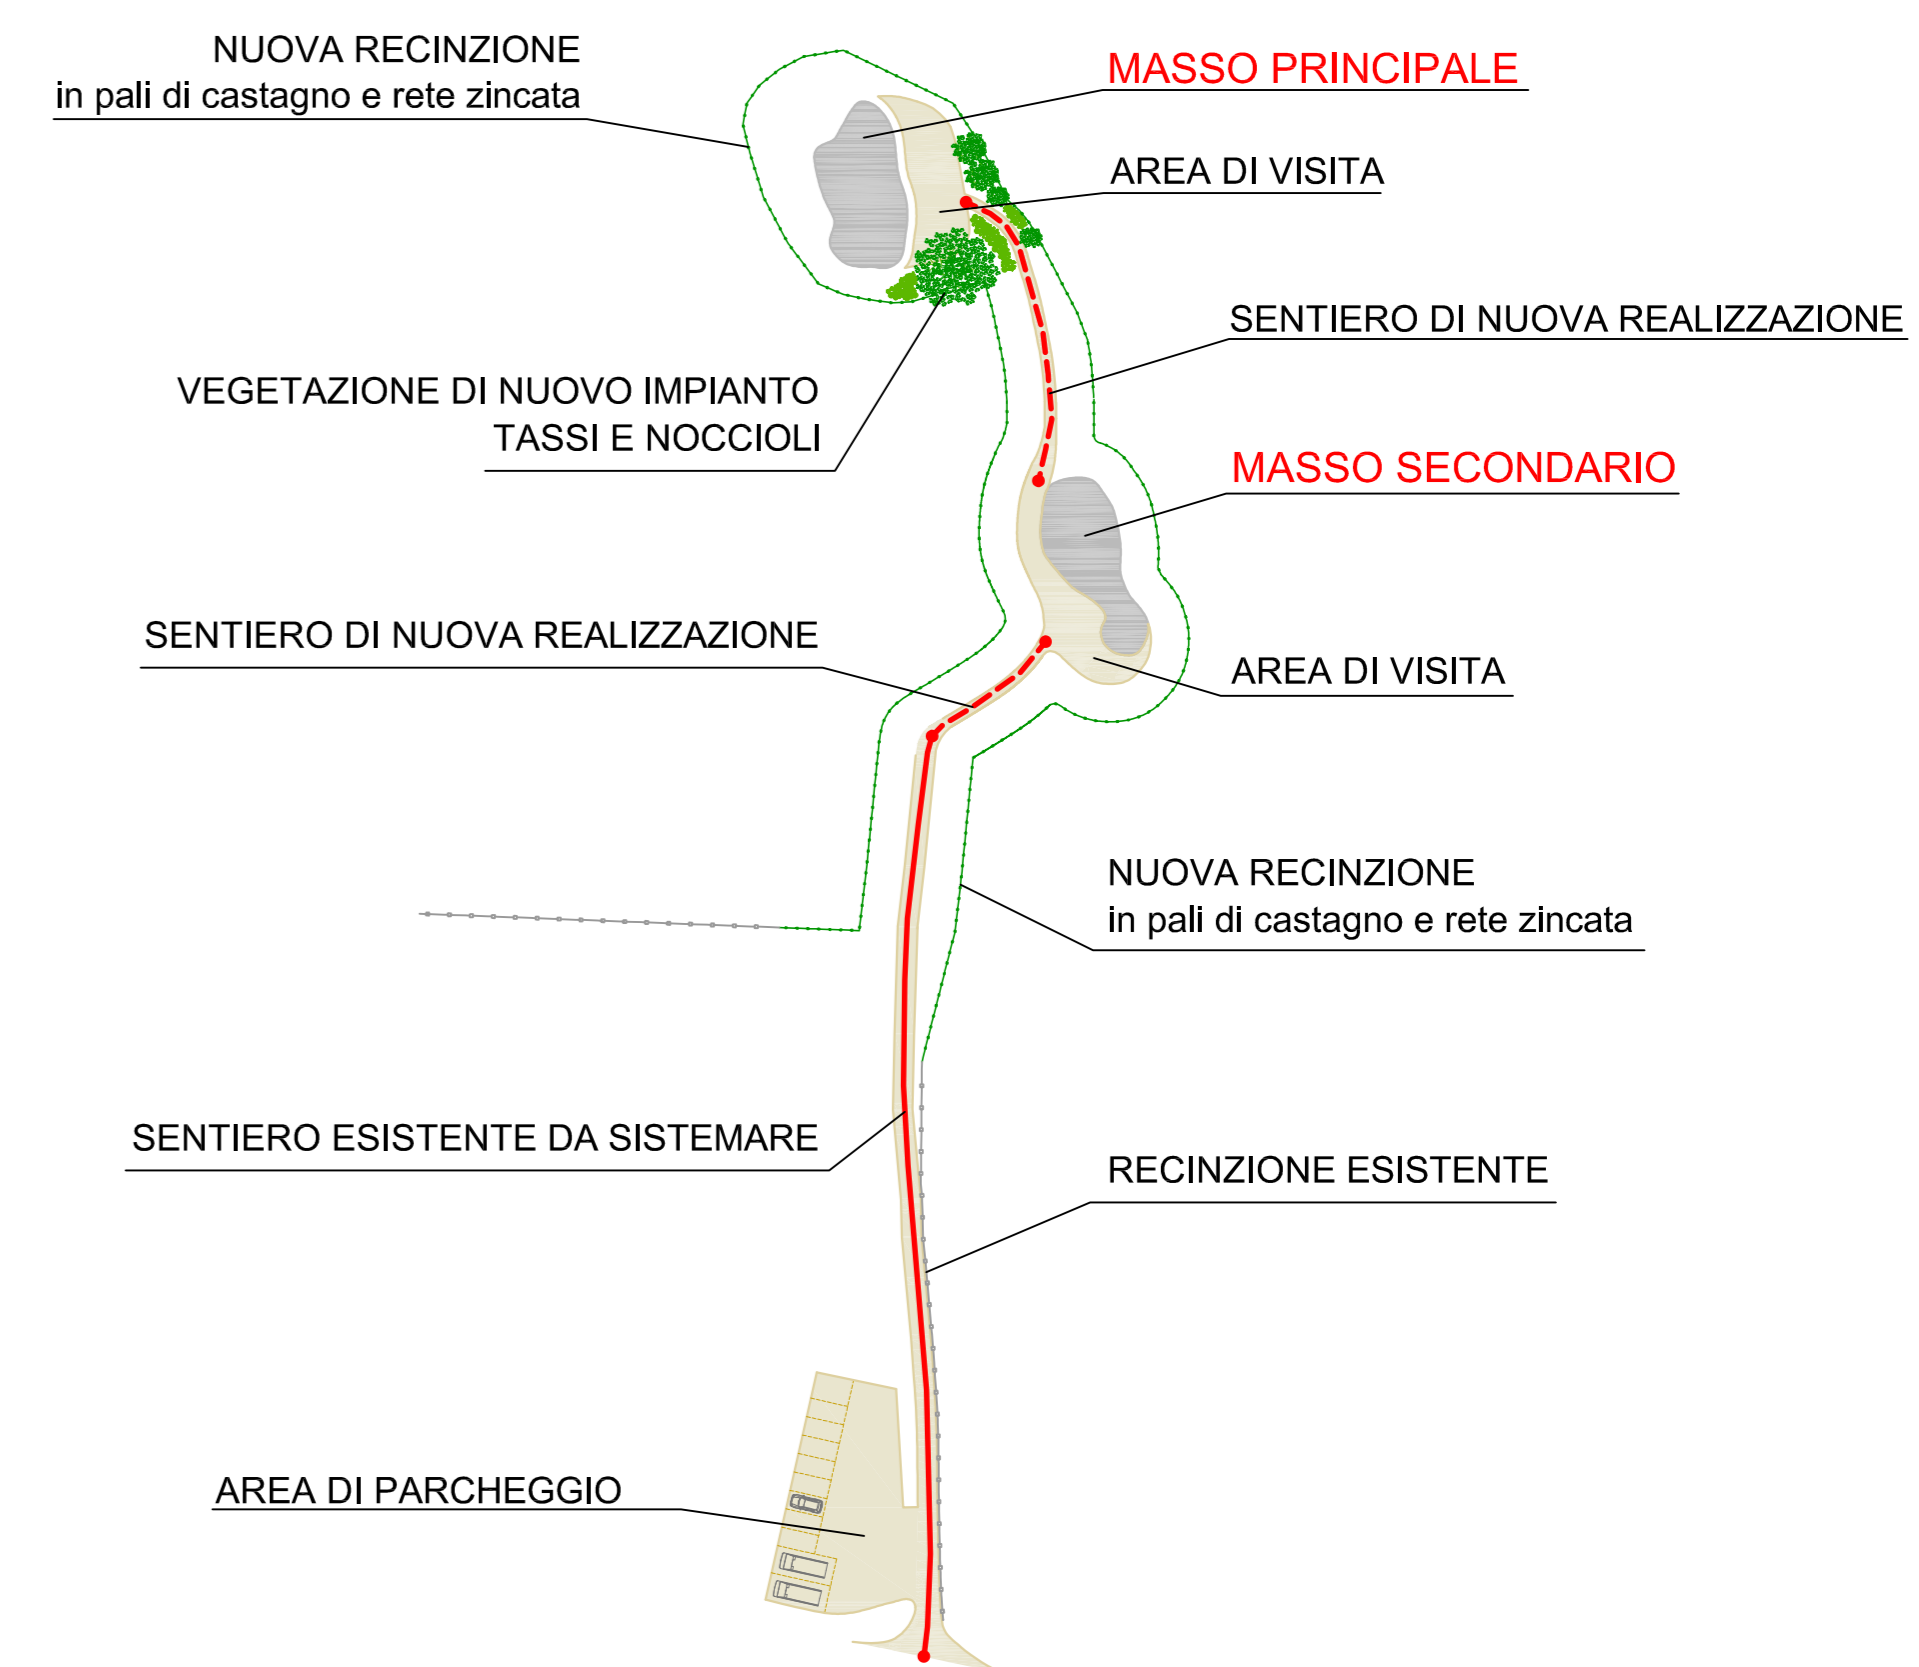 NUOVA RECINZIONE
in pali di castagno e rete zincata
MASSO PRINCIPALE
AREA DI VISITA
SENTIERO DI NUOVA REALIZZAZIONE
VEGETAZIONE DI NUOVO IMPIANTO
TASSI E NOCCIOLI
MASSO SECONDARIO
SENTIERO DI NUOVA REALIZZAZIONE
AREA DI VISITA
NUOVA RECINZIONE
in pali di castagno e rete zincata
SENTIERO ESISTENTE DA SISTEMARE
RECINZIONE ESISTENTE
AREA DI PARCHEGGIO